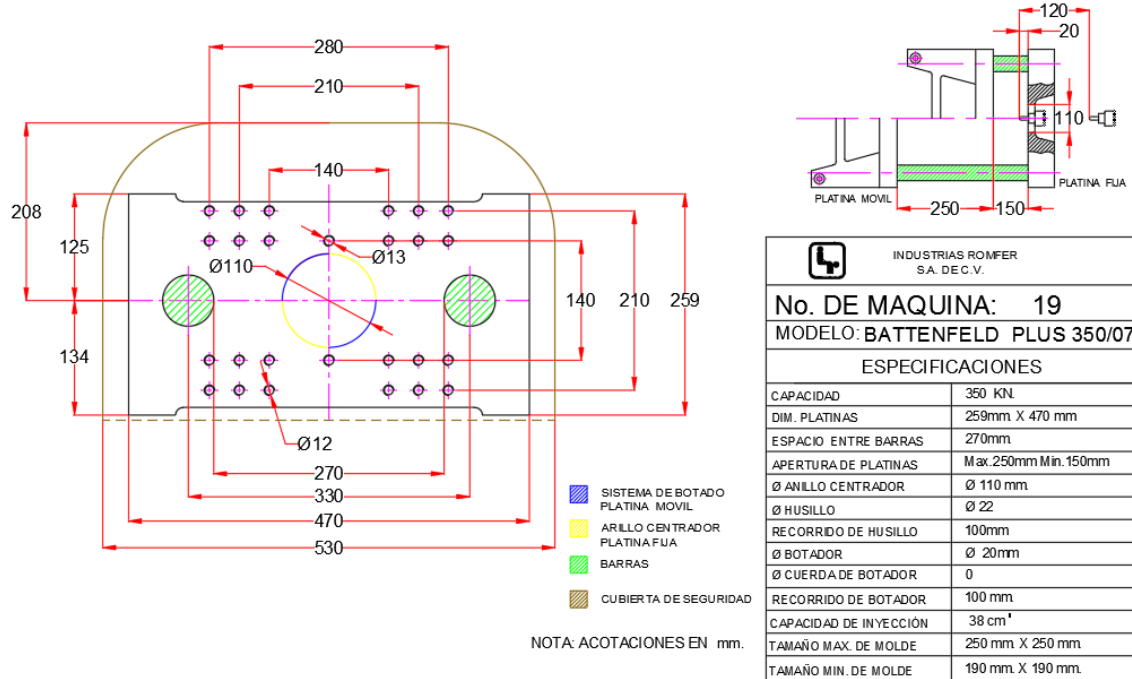 280
210
140
208
125
134
Ø110
Ø13
Ø12
140
210
259
270
330
470
530
SISTEMA DE BOTADO
PLATINA MOVIL
ARILLO CENTRADOR
PLATINA FIJA
BARRAS
CUBIERTA DE SEGURIDAD
NOTA: ACOTACIONES EN mm.
120
20
110
PLATINA FIJA
PLATINA MOVIL
250
150
INDUSTRIAS ROMFER
S.A. DE C.V.
No. DE MAQUINA: 19
MODELO: BATTENFELD PLUS 350/07
ESPECIFICACIONES
CAPACIDAD 350 KN.
DIM. PLATINAS 259mm. X 470 mm
ESPACIO ENTRE BARRAS 270mm.
APERTURA DE PLATINAS Max.250mm Min.150mm
Ø ANILLO CENTRADOR Ø 110 mm.
Ø HUSILLO Ø 22
RECORRIDO DE HUSILLO 100mm
Ø BOTADOR Ø 20mm
Ø CUERDA DE BOTADOR 0
RECORRIDO DE BOTADOR 100 mm.
CAPACIDAD DE INYECCIÓN 38 cm
TAMAÑO MAX. DE MOLDE 250 mm. X 250 mm.
TAMAÑO MIN. DE MOLDE 190 mm. X 190 mm.